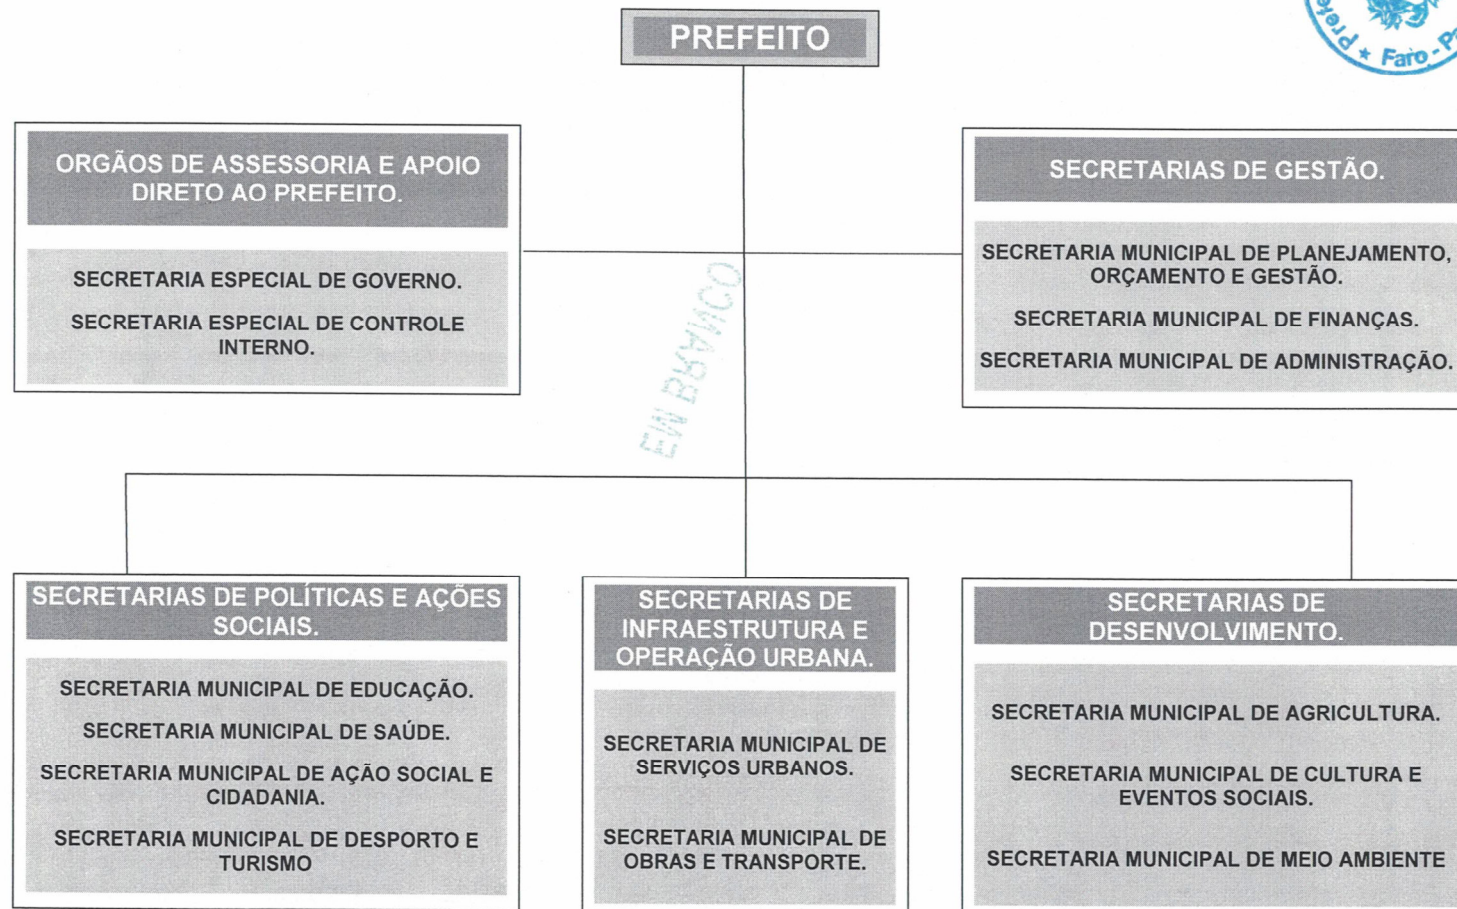 PREFEITO
Faro
ORGÃOS DE ASSESSORIA E APOIO
DIRETO AO PREFEITO.
SECRETARIA ESPECIAL DE GOVERNO.
SECRETARIA ESPECIAL DE CONTROLE
INTERNO.
SECRETARIAS DE GESTÃO.
SECRETARIA MUNICIPAL DE PLANEJAMENTO,
ORÇAMENTO E GESTÃO.
SECRETARIA MUNICIPAL DE FINANÇAS.
SECRETARIA MUNICIPAL DE ADMINISTRAÇÃO.
EM BRANCO
SECRETARIAS DE POLÍTICAS E AÇÕES
SOCIAIS.
SECRETARIA MUNICIPAL DE EDUCAÇÃO.
SECRETARIA MUNICIPAL DE SAÚDE.
SECRETARIA MUNICIPAL DE AÇÃO SOCIAL E
CIDADANIA.
SECRETARIA MUNICIPAL DE DESPORTO E
TURISMO
SECRETARIAS DE
INFRAESTRUTURA E
OPERAÇÃO URBANA.
SECRETARIA MUNICIPAL DE
SERVIÇOS URBANOS.
SECRETARIA MUNICIPAL DE
OBRAS E TRANSPORTE.
SECRETARIAS DE
DESENVOLVIMENTO.
SECRETARIA MUNICIPAL DE AGRICULTURA.
SECRETARIA MUNICIPAL DE CULTURA E
EVENTOS SOCIAIS.
SECRETARIA MUNICIPAL DE MEIO AMBIENTE